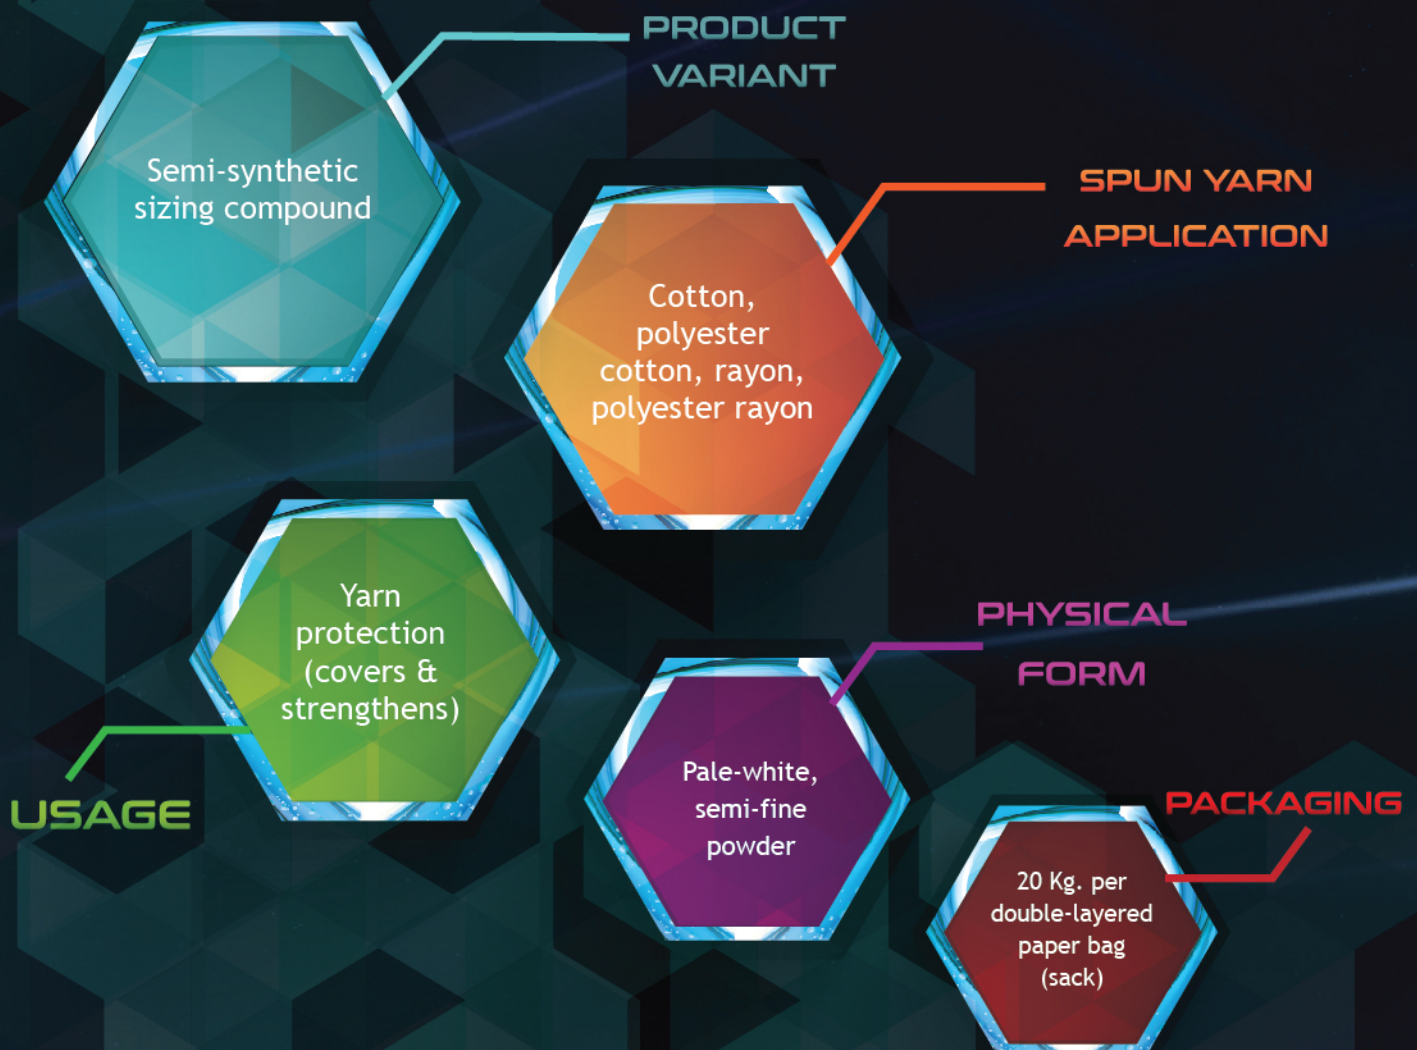 PRODUCT
VARIANT
Semi-synthetic
sizing compound
SPUN YARN
APPLICATION
Cotton,
polyester
cotton, rayon,
polyester rayon
Yarn
protection
(covers &
strengthens)
USAGE
PHYSICAL
FORM
Pale-white,
semi-fine
powder
PACKAGING
20 Kg. per
double-layered
paper bag
(sack)